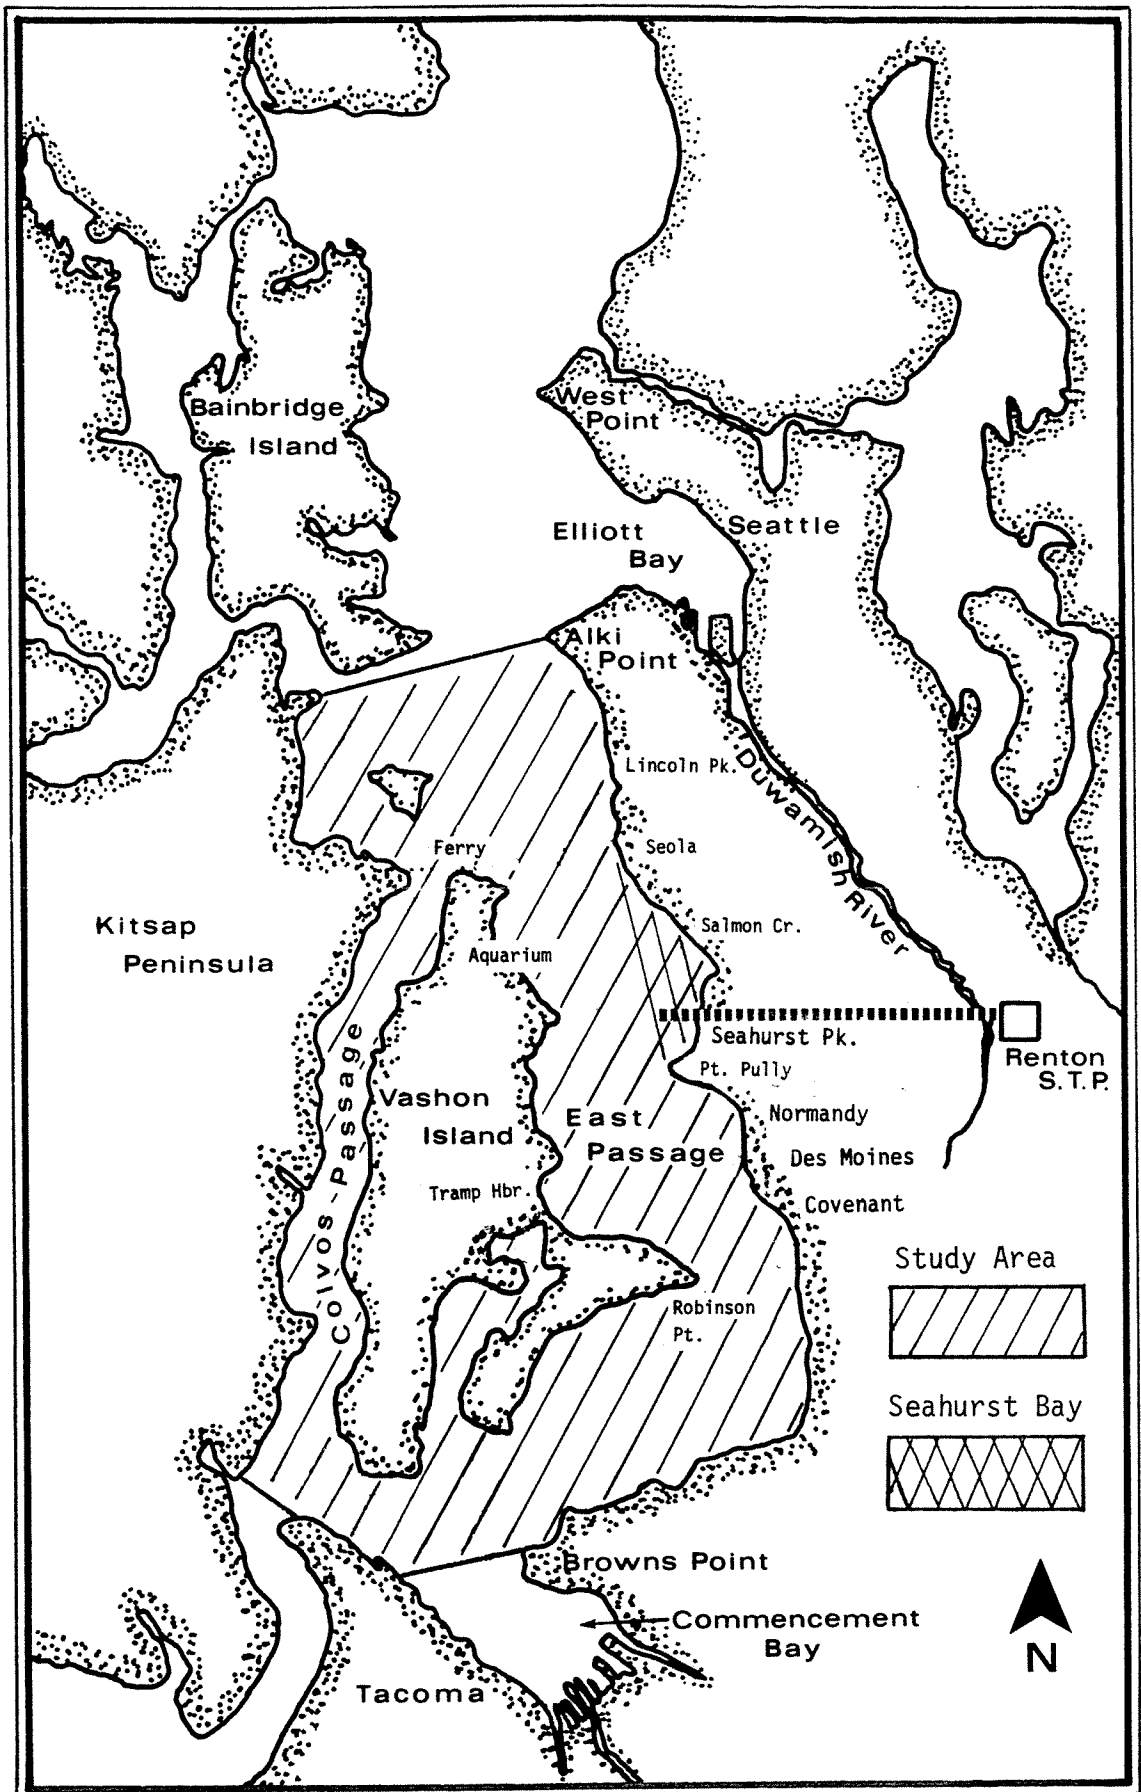 West
Point
Bainbridge
Island
Seattle
Elliott
Bay
Alki
Point
Lincoln Pk.
Duwamish River
Ferry
Seola
Kitsap
Peninsula
Salmon Cr.
Aquarium
Seahurst Pk.
Renton
S.T.P.
Pt. Pully
Colvos Passage
Vashon
Island
East
Passage
Normandy
Des Moines
Tramp Hbr.
Covenant
Study Area
Robinson
Pt.
Seahurst Bay
Browns Point
Commencement
Bay
N
Tacoma